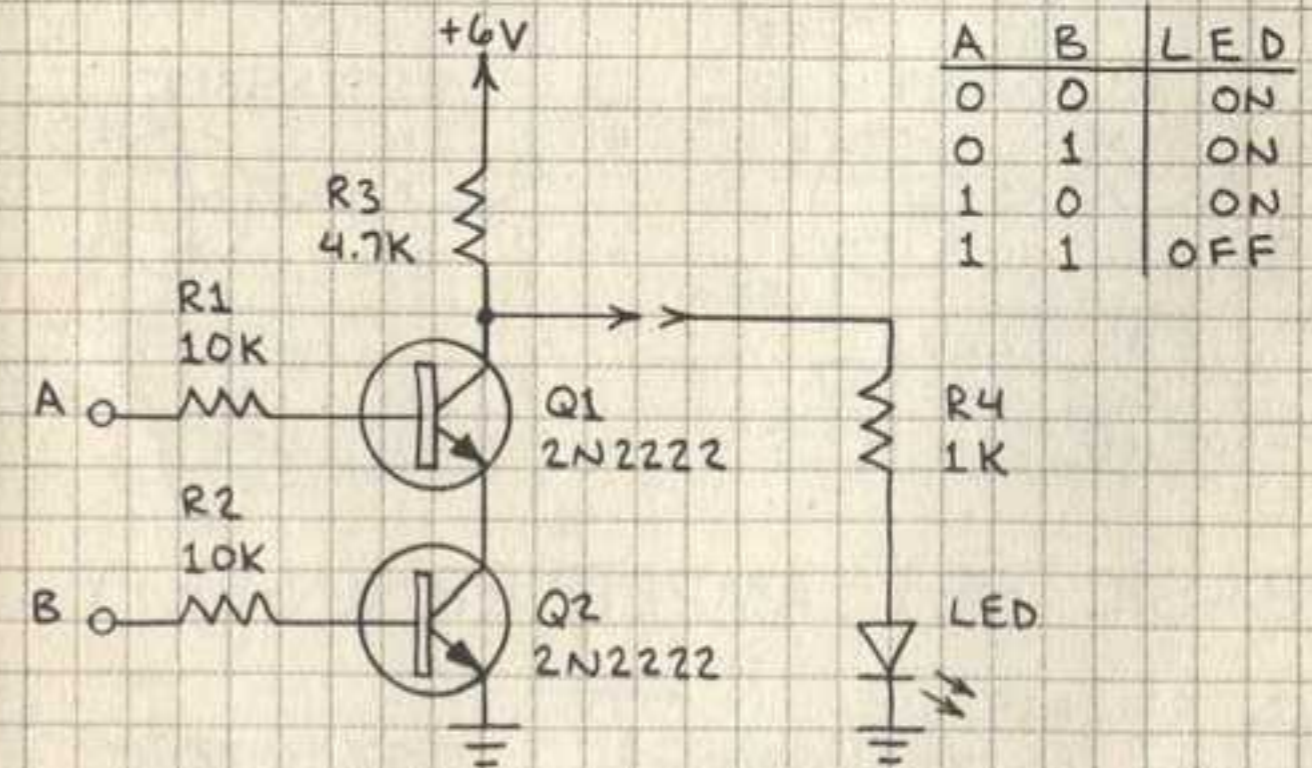 +6V
A B LED
0 0 ON
0 1 ON
1 0 ON
1 1 OFF
R3
4.7K
R1
10K
A
Q1
2N2222
R4
1K
R2
10K
B
Q2
2N2222
LED